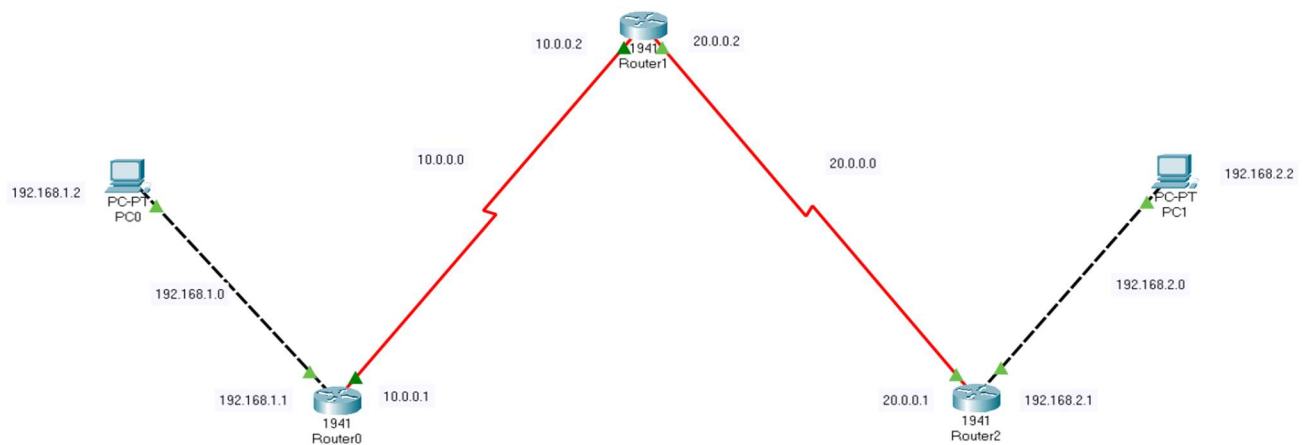 10.0.0.2
20.0.0.2
1941
Router1
10.0.0.0
20.0.0.0
192.168.1.2
PC-PT
PC0
PC-PT
PC1
192.168.2.2
192.168.1.0
192.168.2.0
192.168.1.1
10.0.0.1
1941
Router0
20.0.0.1
192.168.2.1
1941
Router2